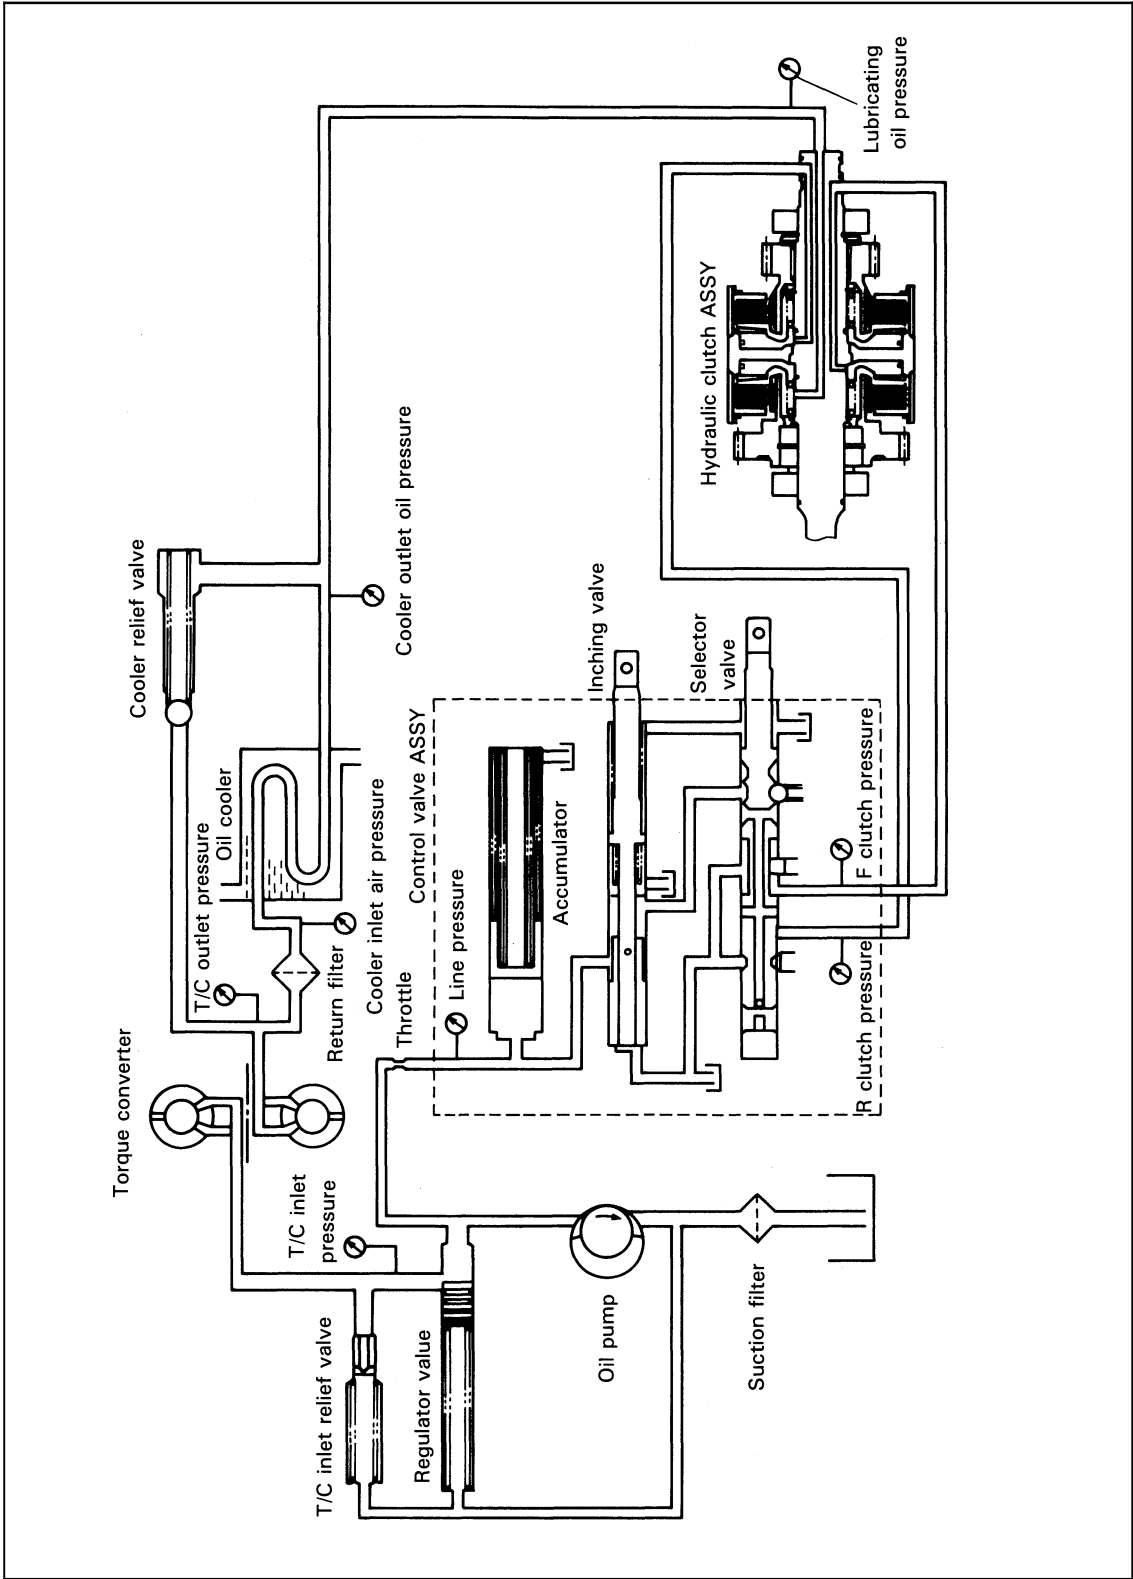 Torque converter
Cooler relief valve
T/C outlet pressure
Oil cooler
T/C inlet
pressure
T/C inlet relief valve
Return filter
Cooler inlet air pressure
Throttle
Cooler outlet oil pressure
Control valve ASSY
Line pressure
Regulator value
Accumulator
Inching valve
Oil pump
Selector
valve
Hydraulic clutch ASSY
Suction filter
R clutch pressure
F clutch pressure
Lubricating
oil pressure